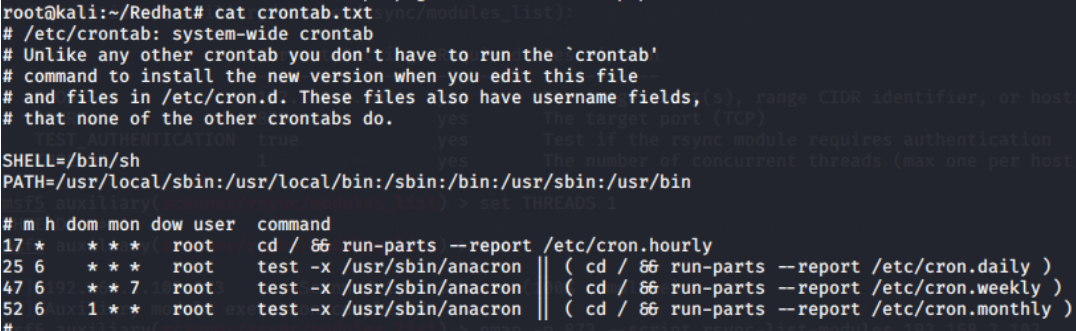 root@kali:~/Redhat# cat crontab.txt
# /etc/crontab: system-wide crontab
# Unlike any other crontab you don't have to run the `crontab'
# command to install the new version when you edit this file
# and files in /etc/cron.d. These files also have username fields,
# that none of the other crontabs do.
SHELL=/bin/sh
PATH=/usr/local/sbin:/usr/local/bin:/sbin:/bin:/usr/sbin:/usr/bin
# m h dom mon dow user command
17 * * * * root cd / && run-parts --report /etc/cron.hourly
25 6 * * * root test -x /usr/sbin/anacron || ( cd / && run-parts --report /etc/cron.daily )
47 6 * * 7 root test -x /usr/sbin/anacron || ( cd / && run-parts --report /etc/cron.weekly )
52 6 1 * * root test -x /usr/sbin/anacron || ( cd / && run-parts --report /etc/cron.monthly )
#